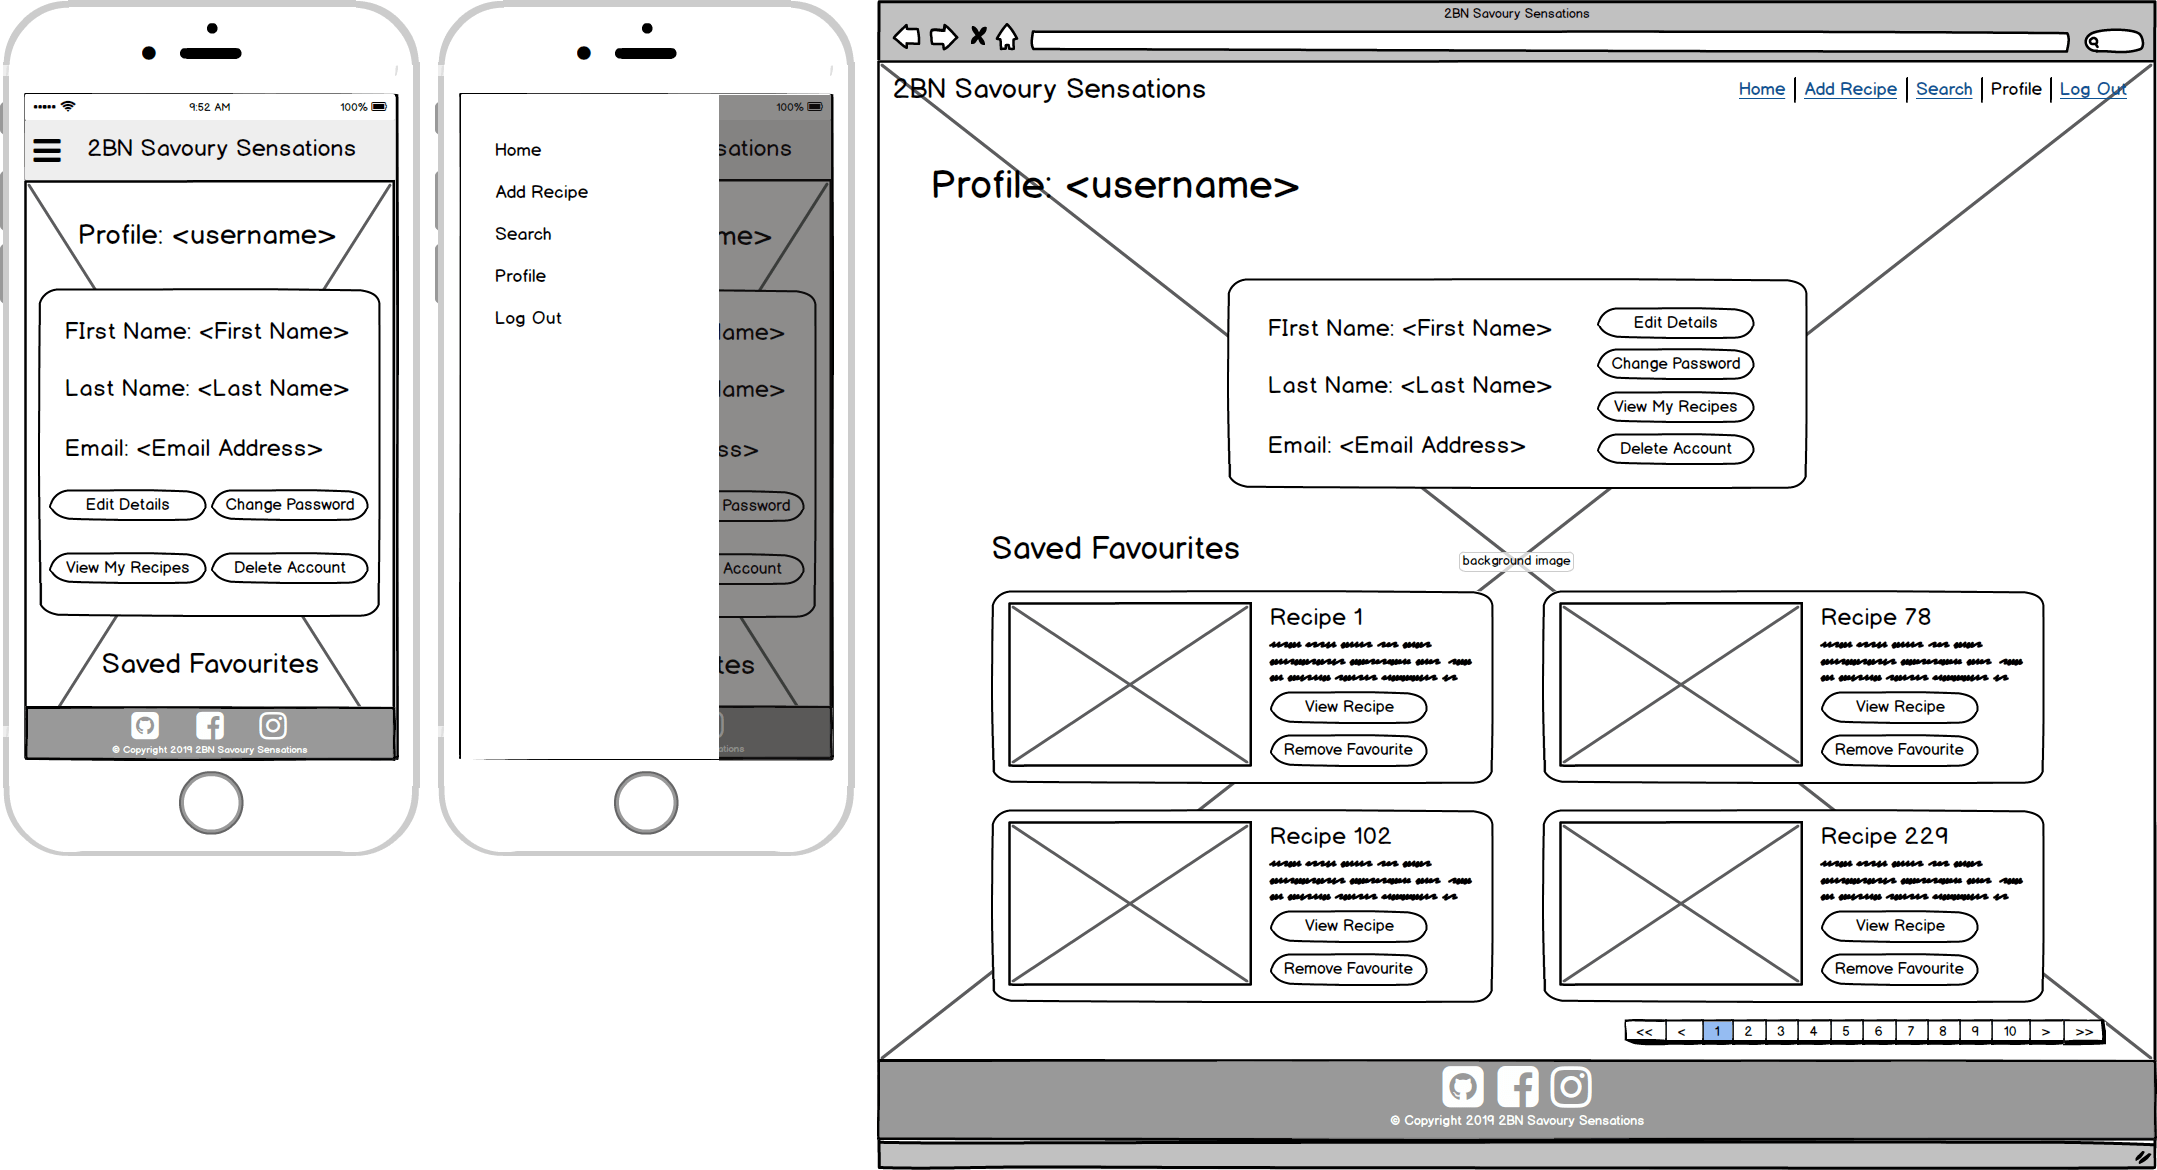 9:52 AM 100%
2BN Savoury Sensations
Profile: <username>
FIrst Name: <First Name>
Last Name: <Last Name>
Email: <Email Address>
Edit Details Change Password
View My Recipes Delete Account
Saved Favourites
© Copyright 2019 2BN Savoury Sensations
100%
sations
Home
Add Recipe
Search
Profile
Log Out
me>
ame>
ame>
ss>
Password
Account
tes
sations
2BN Savoury Sensations
2BN Savoury Sensations
Home Add Recipe Search Profile Log Out
Profile: <username>
FIrst Name: <First Name>
Last Name: <Last Name>
Email: <Email Address>
Edit Details
Change Password
View My Recipes
Delete Account
Saved Favourites
background image
Recipe 1
View Recipe
Remove Favourite
Recipe 78
View Recipe
Remove Favourite
Recipe 102
View Recipe
Remove Favourite
Recipe 229
View Recipe
Remove Favourite
<< < 1 2 3 4 5 6 7 8 9 10 > >>
© Copyright 2019 2BN Savoury Sensations